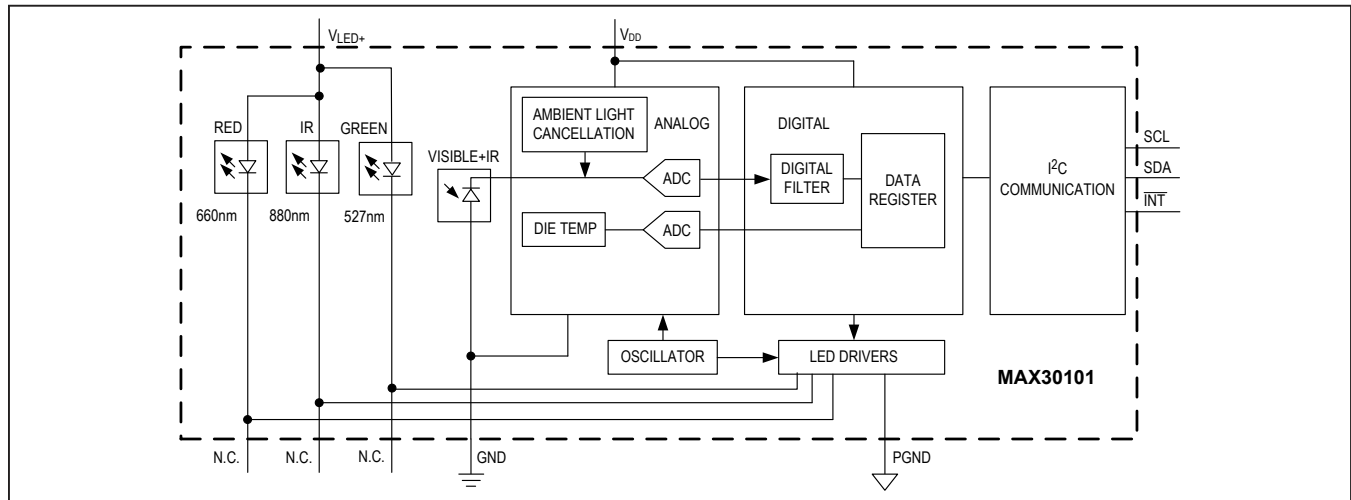 VLED+
VDD
RED
IR
GREEN
660nm
880nm
527nm
VISIBLE+IR
AMBIENT LIGHT
CANCELLATION
ANALOG
ADC
DIE TEMP
ADC
DIGITAL
DIGITAL
FILTER
DATA
REGISTER
I²C
COMMUNICATION
SCL
SDA
INT
OSCILLATOR
LED DRIVERS
MAX30101
N.C.
N.C.
N.C.
GND
PGND